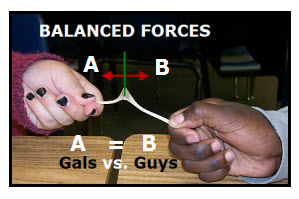 BALANCED FORCES
A B
A = B
Gals vs. Guys